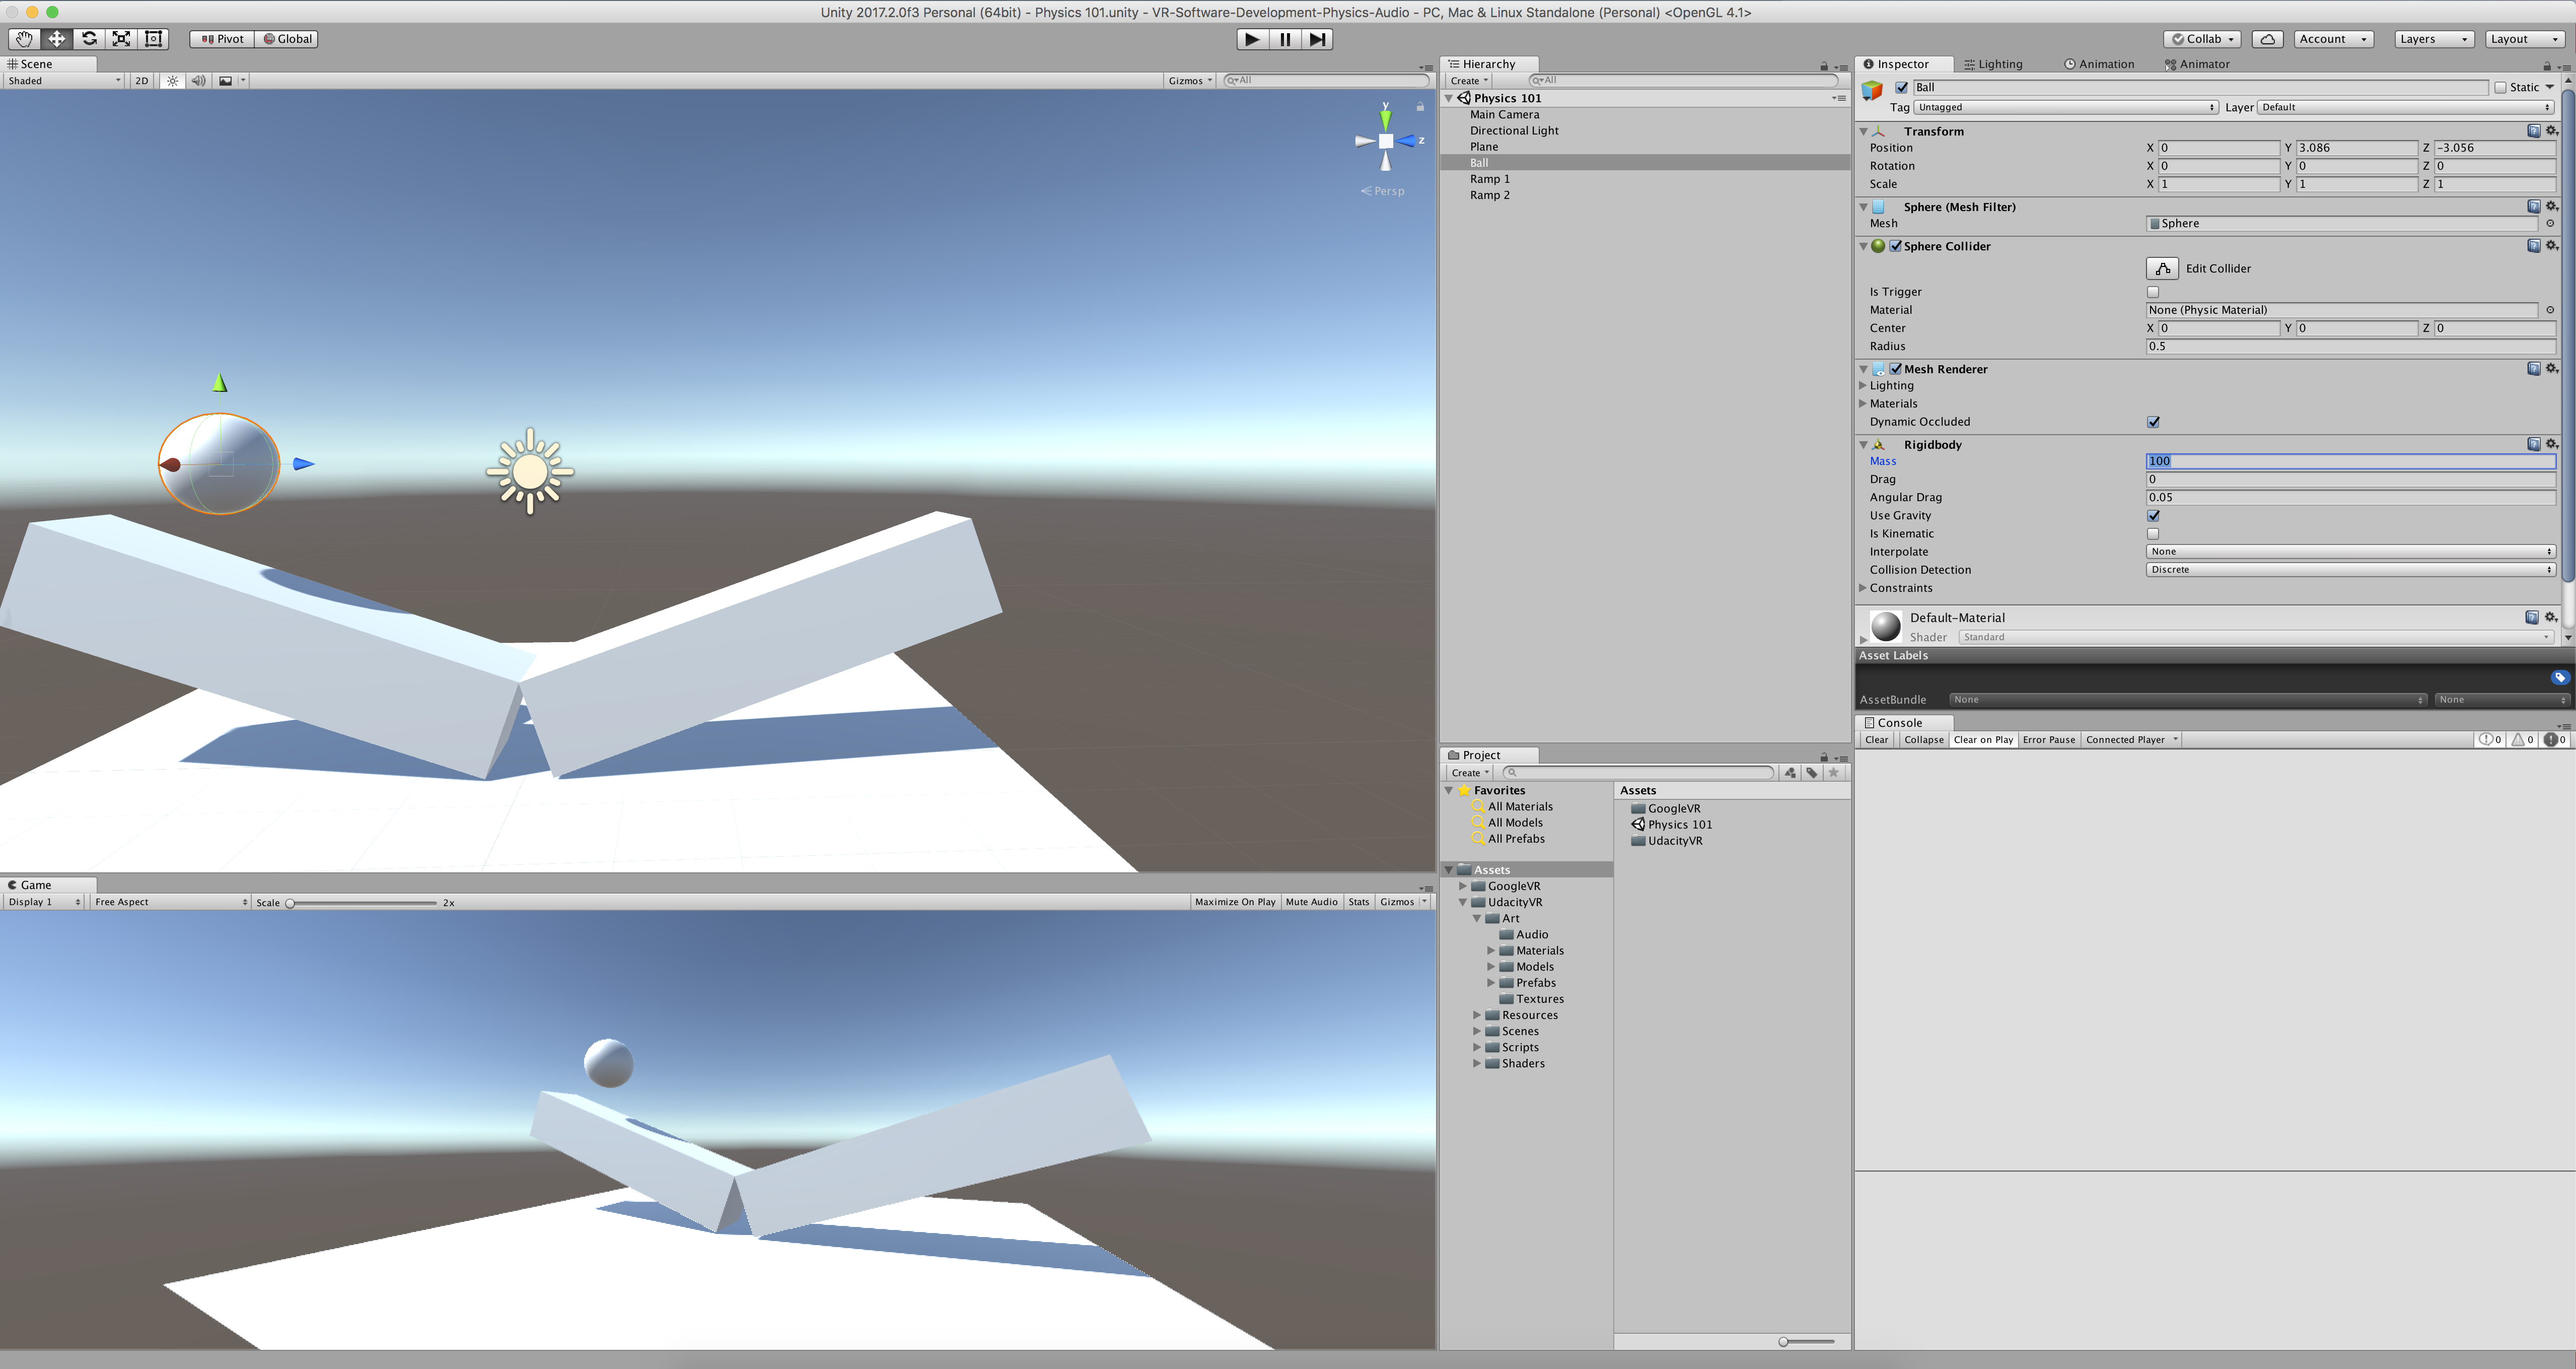 Unity 2017.2.0f3 Personal (64bit) - Physics 101.unity - VR-Software-Development-Physics-Audio - PC, Mac & Linux Standalone (Personal) <OpenGL 4.1>
Pivot Global
Collab Account Layers Layout
Scene
Shaded 2D Gizmos All
y
z
Persp
Game
Display 1 Free Aspect Scale 2x Maximize On Play Mute Audio Stats Gizmos
Hierarchy
Create All
Physics 101
Main Camera
Directional Light
Plane
Ball
Ramp 1
Ramp 2
Project
Create
Favorites
All Materials
All Models
All Prefabs
Assets
GoogleVR
UdacityVR
Art
Audio
Materials
Models
Prefabs
Textures
Resources
Scenes
Scripts
Shaders
Assets
GoogleVR
Physics 101
UdacityVR
Inspector Lighting Animation Animator
Ball Static
Tag Untagged Layer Default
Transform
Position X 0 Y 3.086 Z -3.056
Rotation X 0 Y 0 Z 0
Scale X 1 Y 1 Z 1
Sphere (Mesh Filter)
Mesh Sphere
Sphere Collider
Edit Collider
Is Trigger
Material None (Physic Material)
Center X 0 Y 0 Z 0
Radius 0.5
Mesh Renderer
Lighting
Materials
Dynamic Occluded
Rigidbody
Mass 100
Drag 0
Angular Drag 0.05
Use Gravity
Is Kinematic
Interpolate None
Collision Detection Discrete
Constraints
Default-Material
Shader Standard
Asset Labels
AssetBundle None None
Console
Clear Collapse Clear on Play Error Pause Connected Player 0 0 0